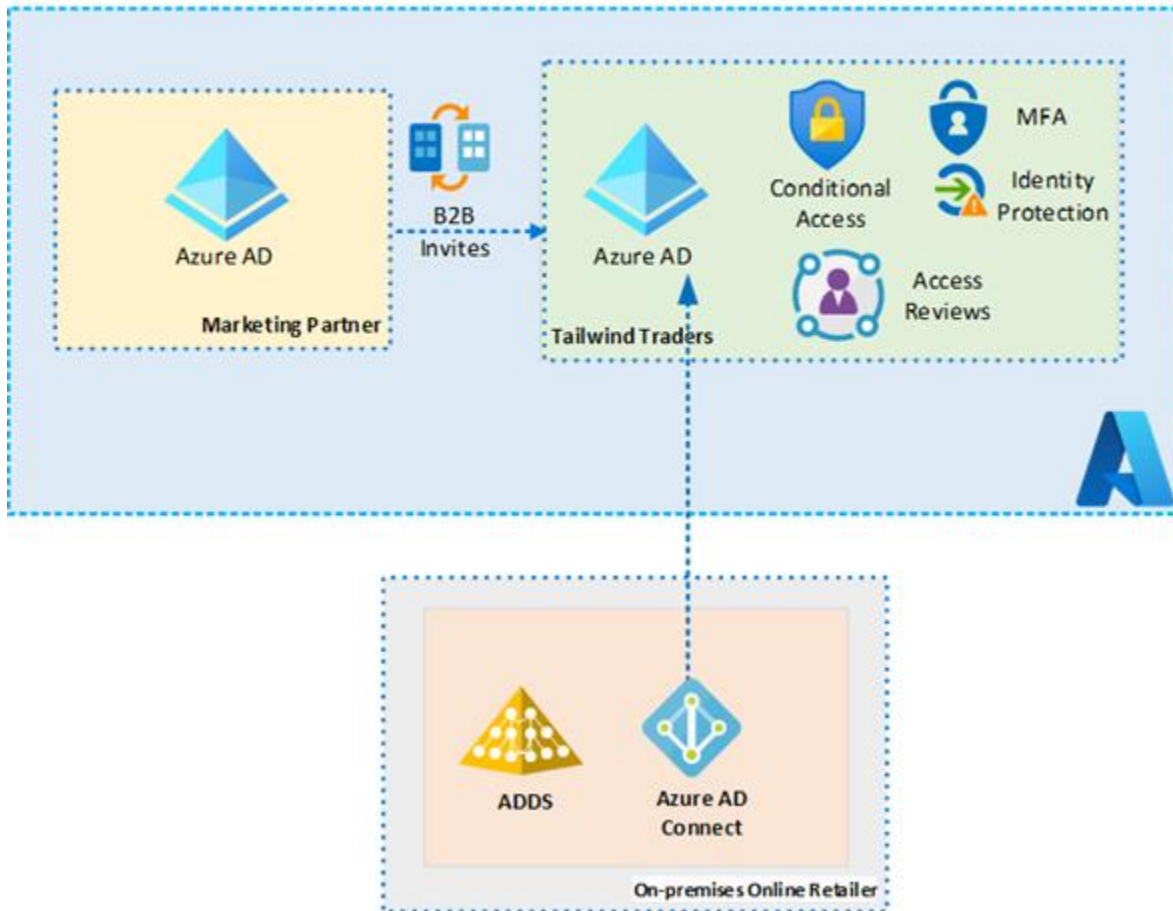 Azure AD
Marketing Partner
B2B
Invites
Azure AD
Tailwind Traders
Conditional
Access
MFA
Identity
Protection
Access
Reviews
ADDS
Azure AD
Connect
On-premises Online Retailer